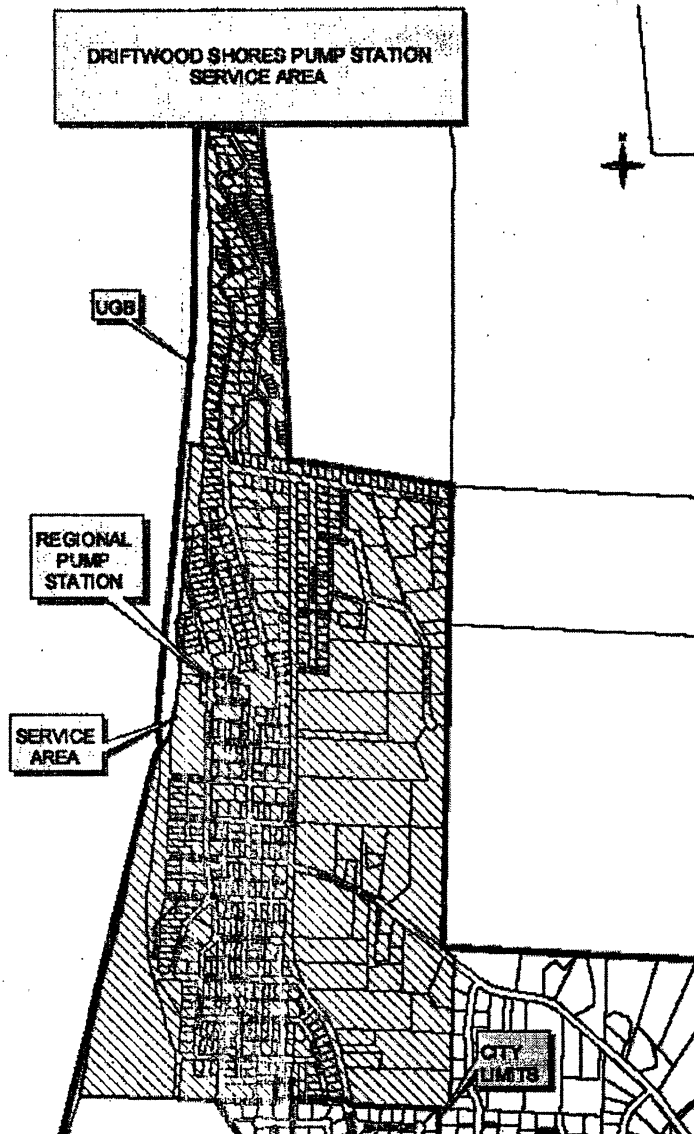 DRIFTWOOD SHORES PUMP STATION
SERVICE AREA
N
UGB
REGIONAL
PUMP
STATION
SERVICE
AREA
CITY
LIMITS